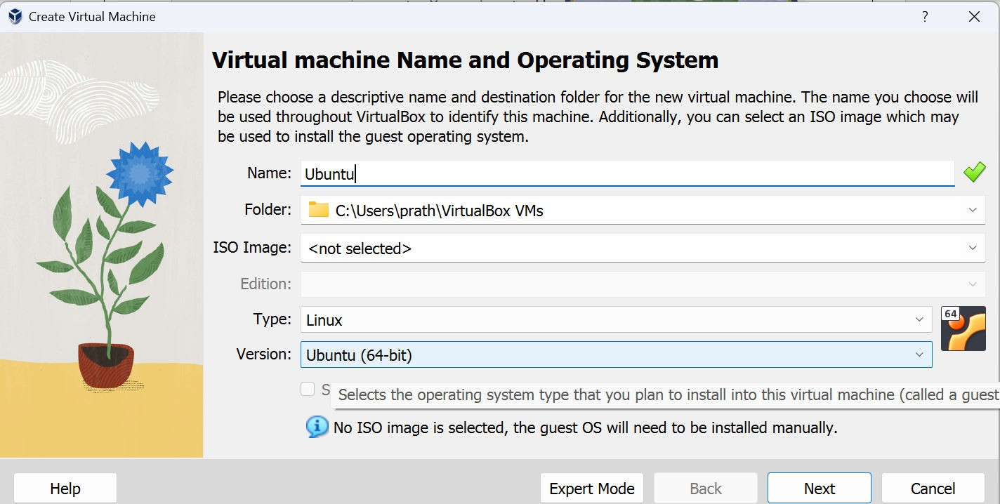 Create Virtual Machine
?
Virtual machine Name and Operating System
Please choose a descriptive name and destination folder for the new virtual machine. The name you choose will
be used throughout VirtualBox to identify this machine. Additionally, you can select an ISO image which may
be used to install the guest operating system.
Name: Ubuntu
Folder: C:\Users\prath\VirtualBox VMs
ISO Image: <not selected>
Edition:
Type: Linux
64
Version: Ubuntu (64-bit)
S
Selects the operating system type that you plan to install into this virtual machine (called a guest
No ISO image is selected, the guest OS will need to be installed manually.
Help Expert Mode Back Next Cancel